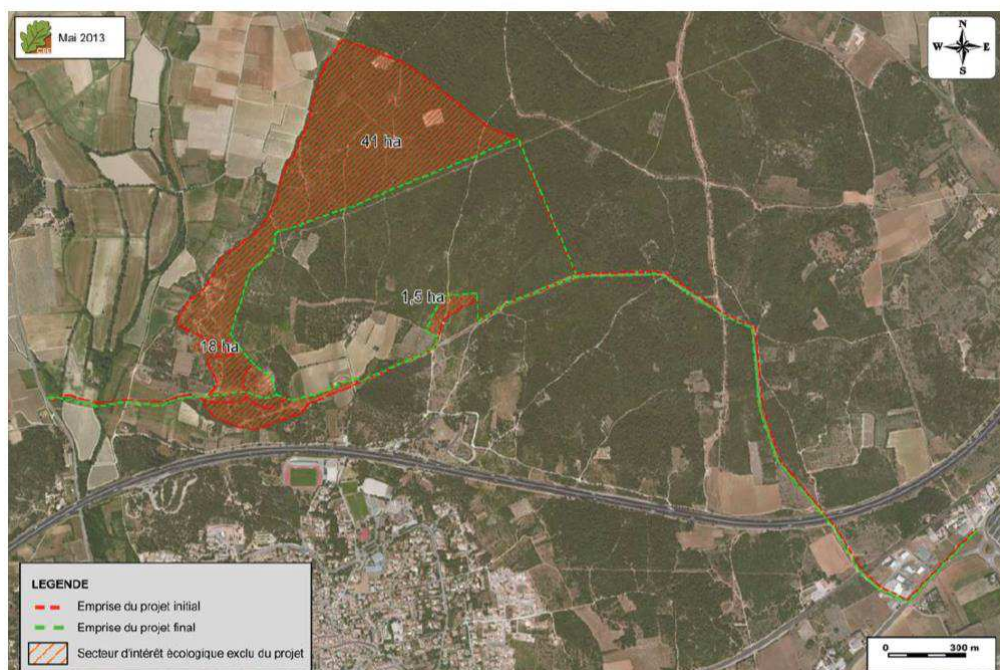 Mai 2013
N
W E
S
41 ha
1,5 ha
18 ha
LEGENDE
Emprise du projet initial
Emprise du projet final
Secteur d'intérêt écologique exclu du projet
0 300 m